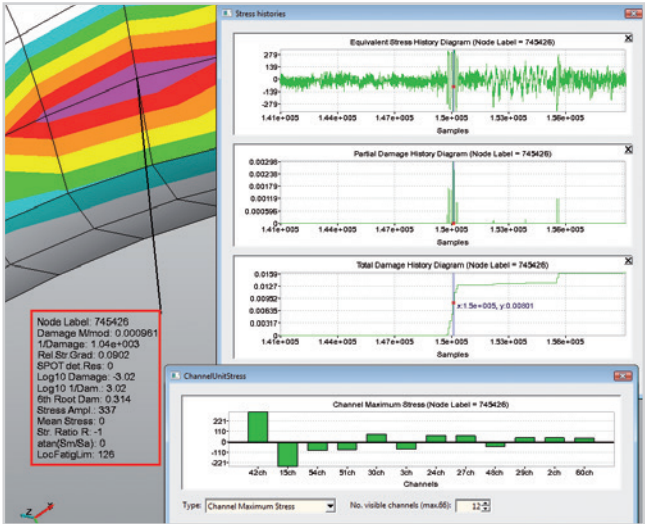 Stress histories
Equivalent Stress History Diagram (Node Label = 745426)
279
139
0
-139
-279
1.41e+005 1.44e+005 1.47e+005 1.5e+005 1.53e+005 1.56e+005
Samples
Partial Damage History Diagram (Node Label = 745426)
0.00298
0.00238
0.00179
0.00119
0.000596
0
1.41e+005 1.44e+005 1.47e+005 1.5e+005 1.53e+005 1.56e+005
Samples
Total Damage History Diagram (Node Label = 745426)
0.0159
0.0127
0.00952
0.00635
0.00317
0
x:1.5e+005, y:0.00801
1.41e+005 1.44e+005 1.47e+005 1.5e+005 1.53e+005 1.56e+005
Samples
Node Label: 745426
Damage M/mod: 0.000961
1/Damage: 1.04e+003
Rel.Str.Grad: 0.0902
SPOT det.Res: 0
Log10 Damage: -3.02
Log10 1/Dam.: 3.02
6th Root Dam: 0.314
Stress Ampl.: 337
Mean Stress: 0
Str. Ratio R: -1
atan(Sm/Sa): 0
LocFatigLim: 126
ChannelUnitStress
Channel Maximum Stress (Node Label = 745426)
221
110
0
-110
-221
42ch 15ch 54ch 51ch 30ch 3ch 24ch 27ch 48ch 29ch 2ch 60ch
Channels
Type: Channel Maximum Stress No. visible channels (max.86): 12
Z X